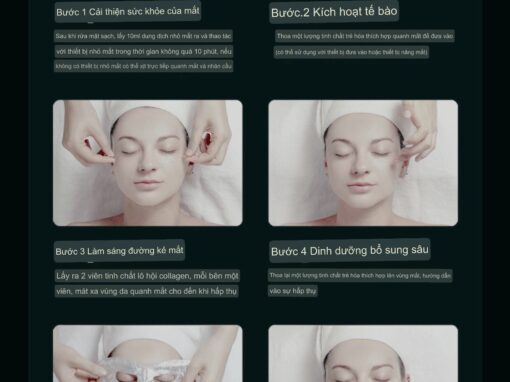 Bước 1 Cải thiện sức khỏe của mắt
Sau khi rửa mặt sạch, lấy 10ml dung dịch nhỏ mắt ra và thao tác
với thiết bị nhỏ mắt trong thời gian không quá 10 phút, nếu
không có thiết bị nhỏ mắt có thể xịt trực tiếp quanh mắt và nhãn cầu
Bước.2 Kích hoạt tế bào
Thoa một lượng tinh chất trẻ hóa thích hợp quanh mắt để đưa vào
(có thể sử dụng với thiết bị đưa vào hoặc thiết bị nâng mắt)
Bước 3 Làm sáng đường kẻ mắt
Lấy ra 2 viên tinh chất lô hội collagen, mỗi bên một
viên, mát xa vùng da quanh mắt cho đến khi hấp thụ
Bước 4 Dinh dưỡng bổ sung sâu
Thoa lại một lượng tinh chất trẻ hóa thích hợp lên vùng mắt, hướng dẫn
vào sự hấp thụ